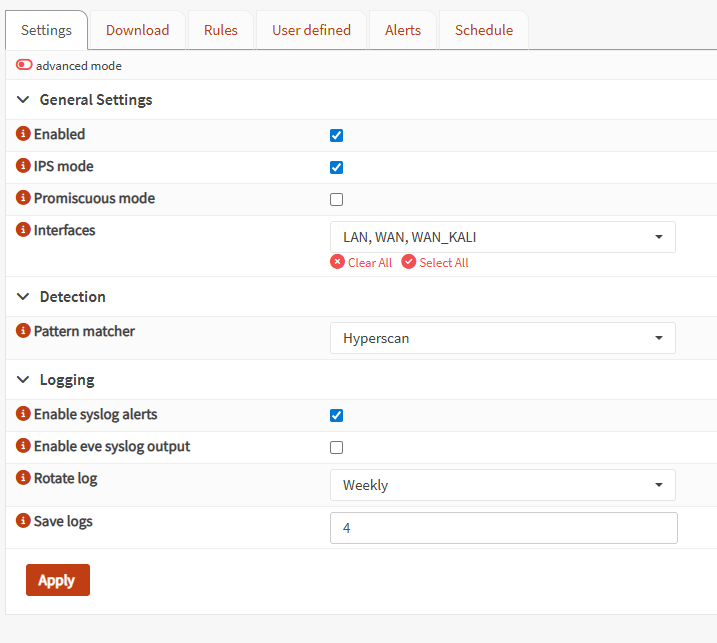 Settings Download Rules User defined Alerts Schedule
advanced mode
General Settings
Enabled
IPS mode
Promiscuous mode
Interfaces LAN, WAN, WAN_KALI
Clear All Select All
Detection
Pattern matcher Hyperscan
Logging
Enable syslog alerts
Enable eve syslog output
Rotate log Weekly
Save logs 4
Apply